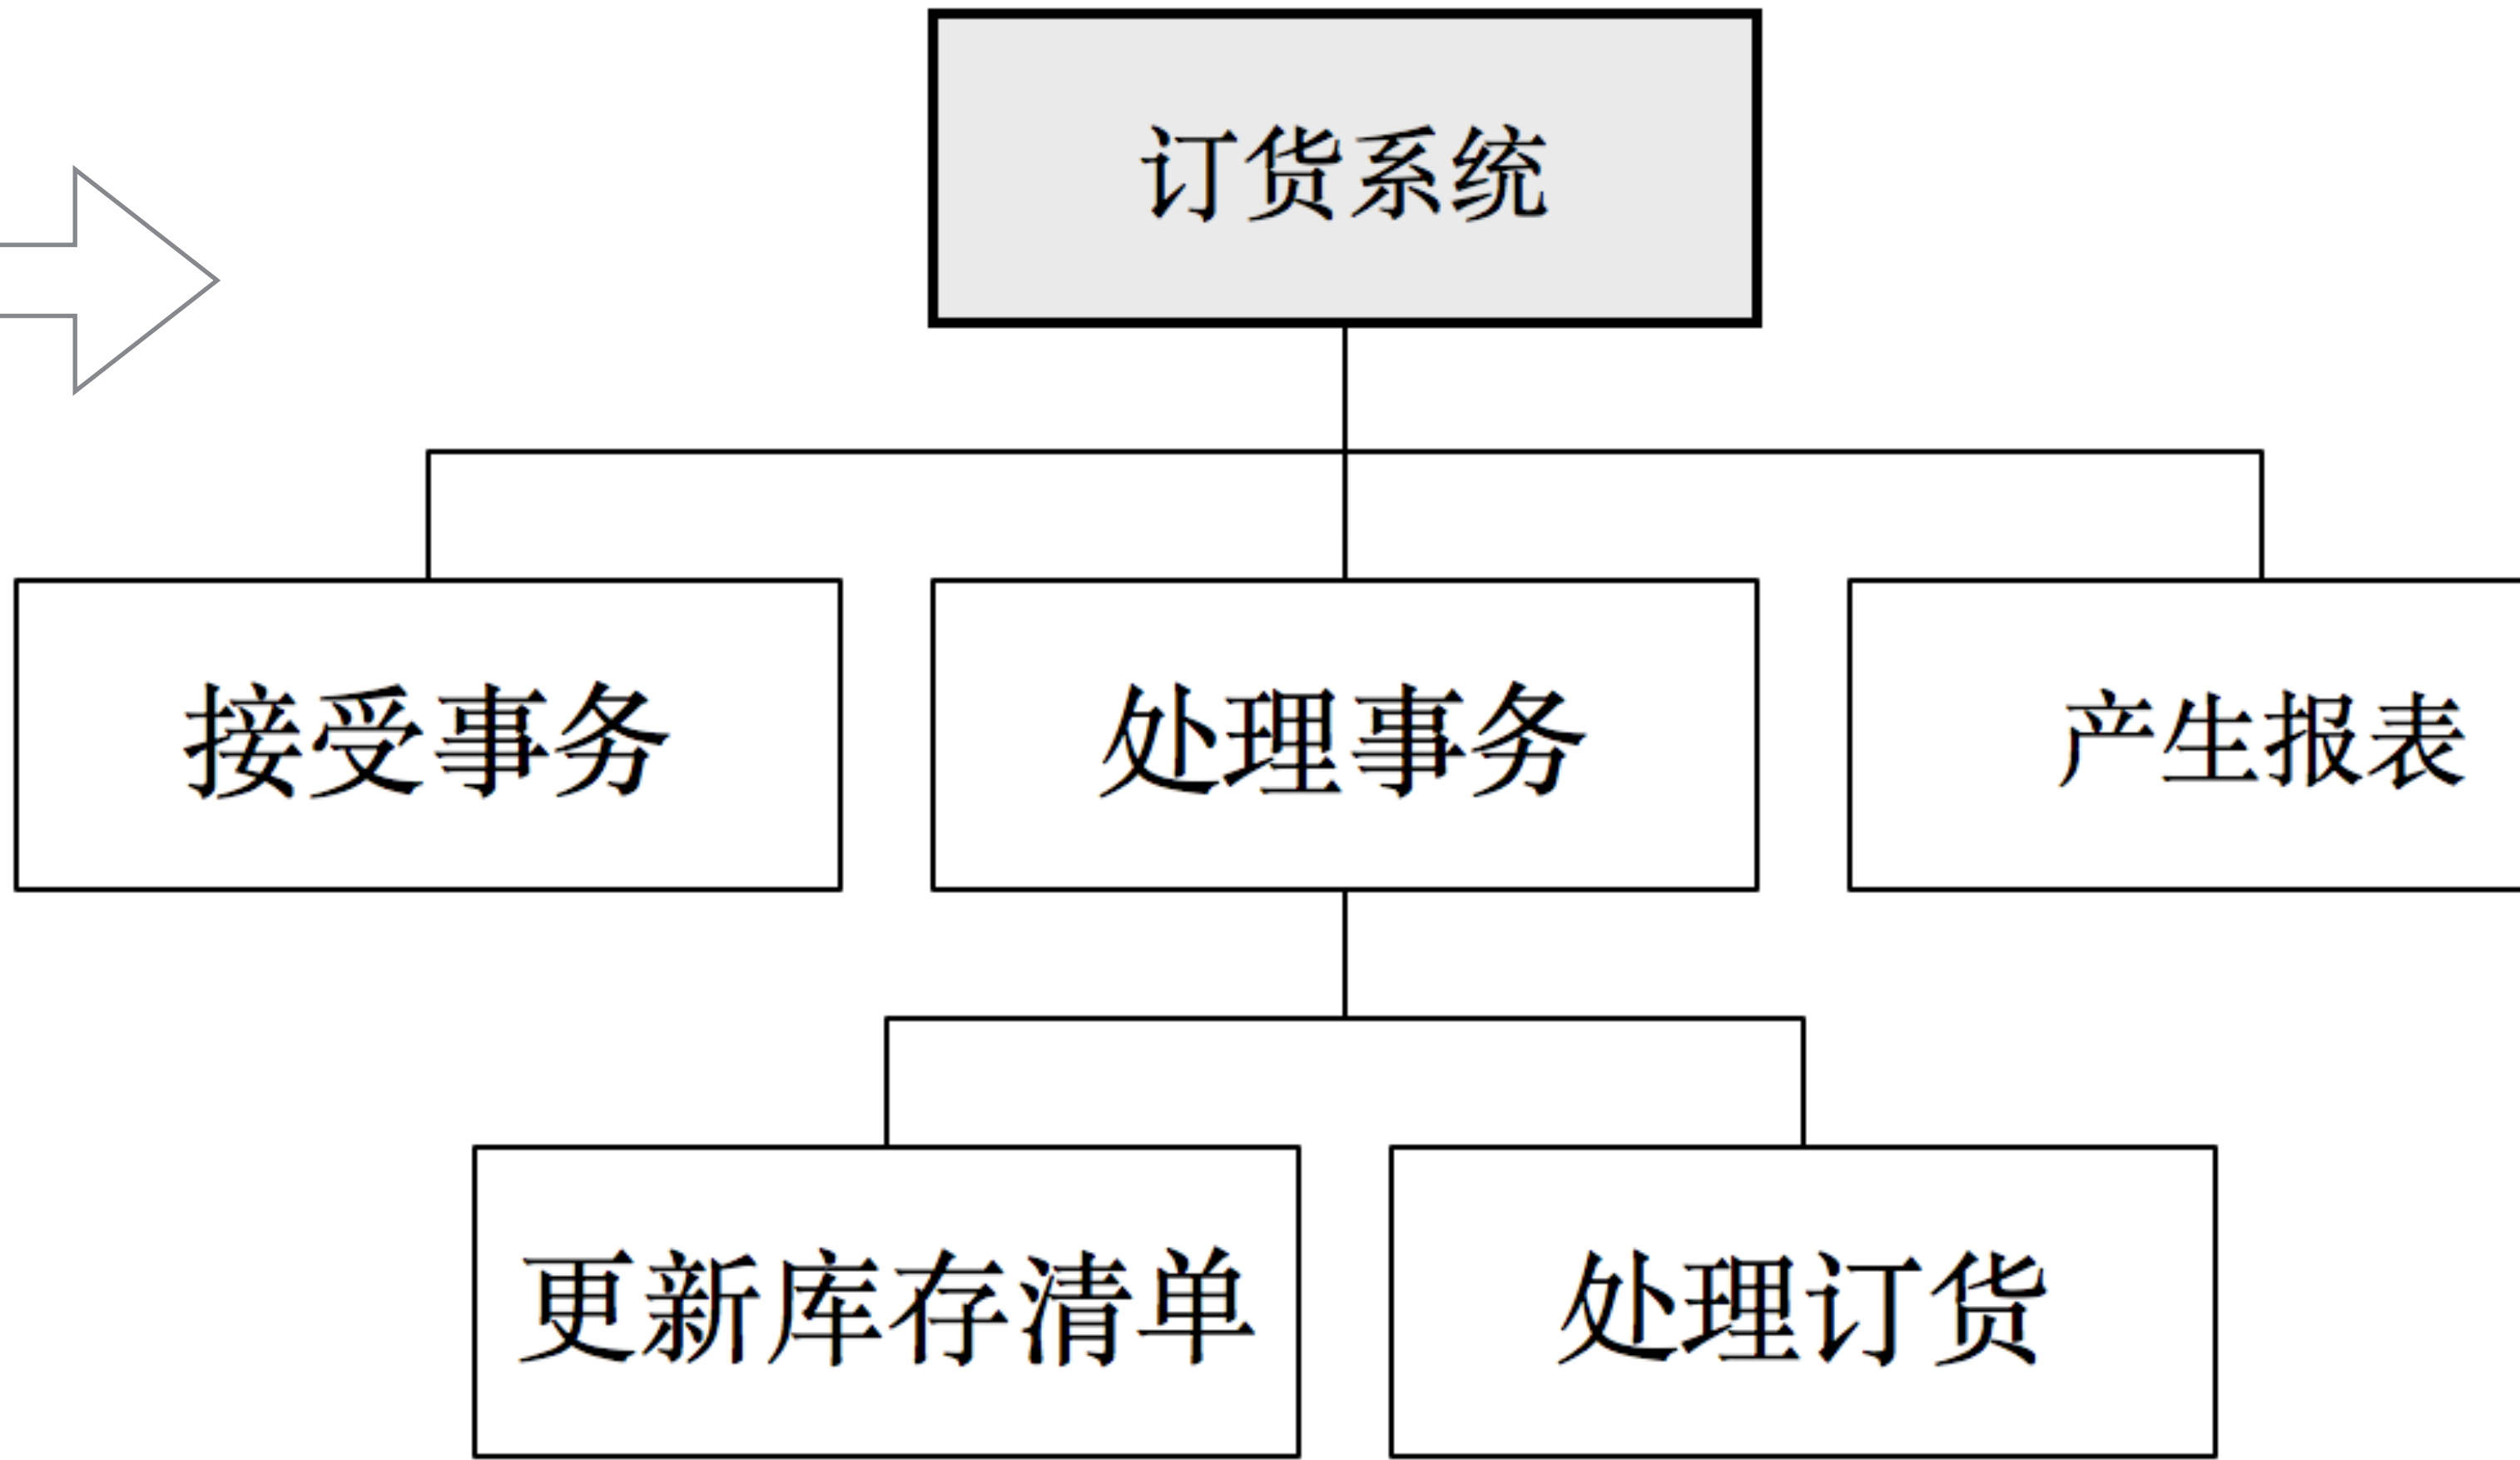 订货系统
接受事务
处理事务
产生报表
更新库存清单
处理订货